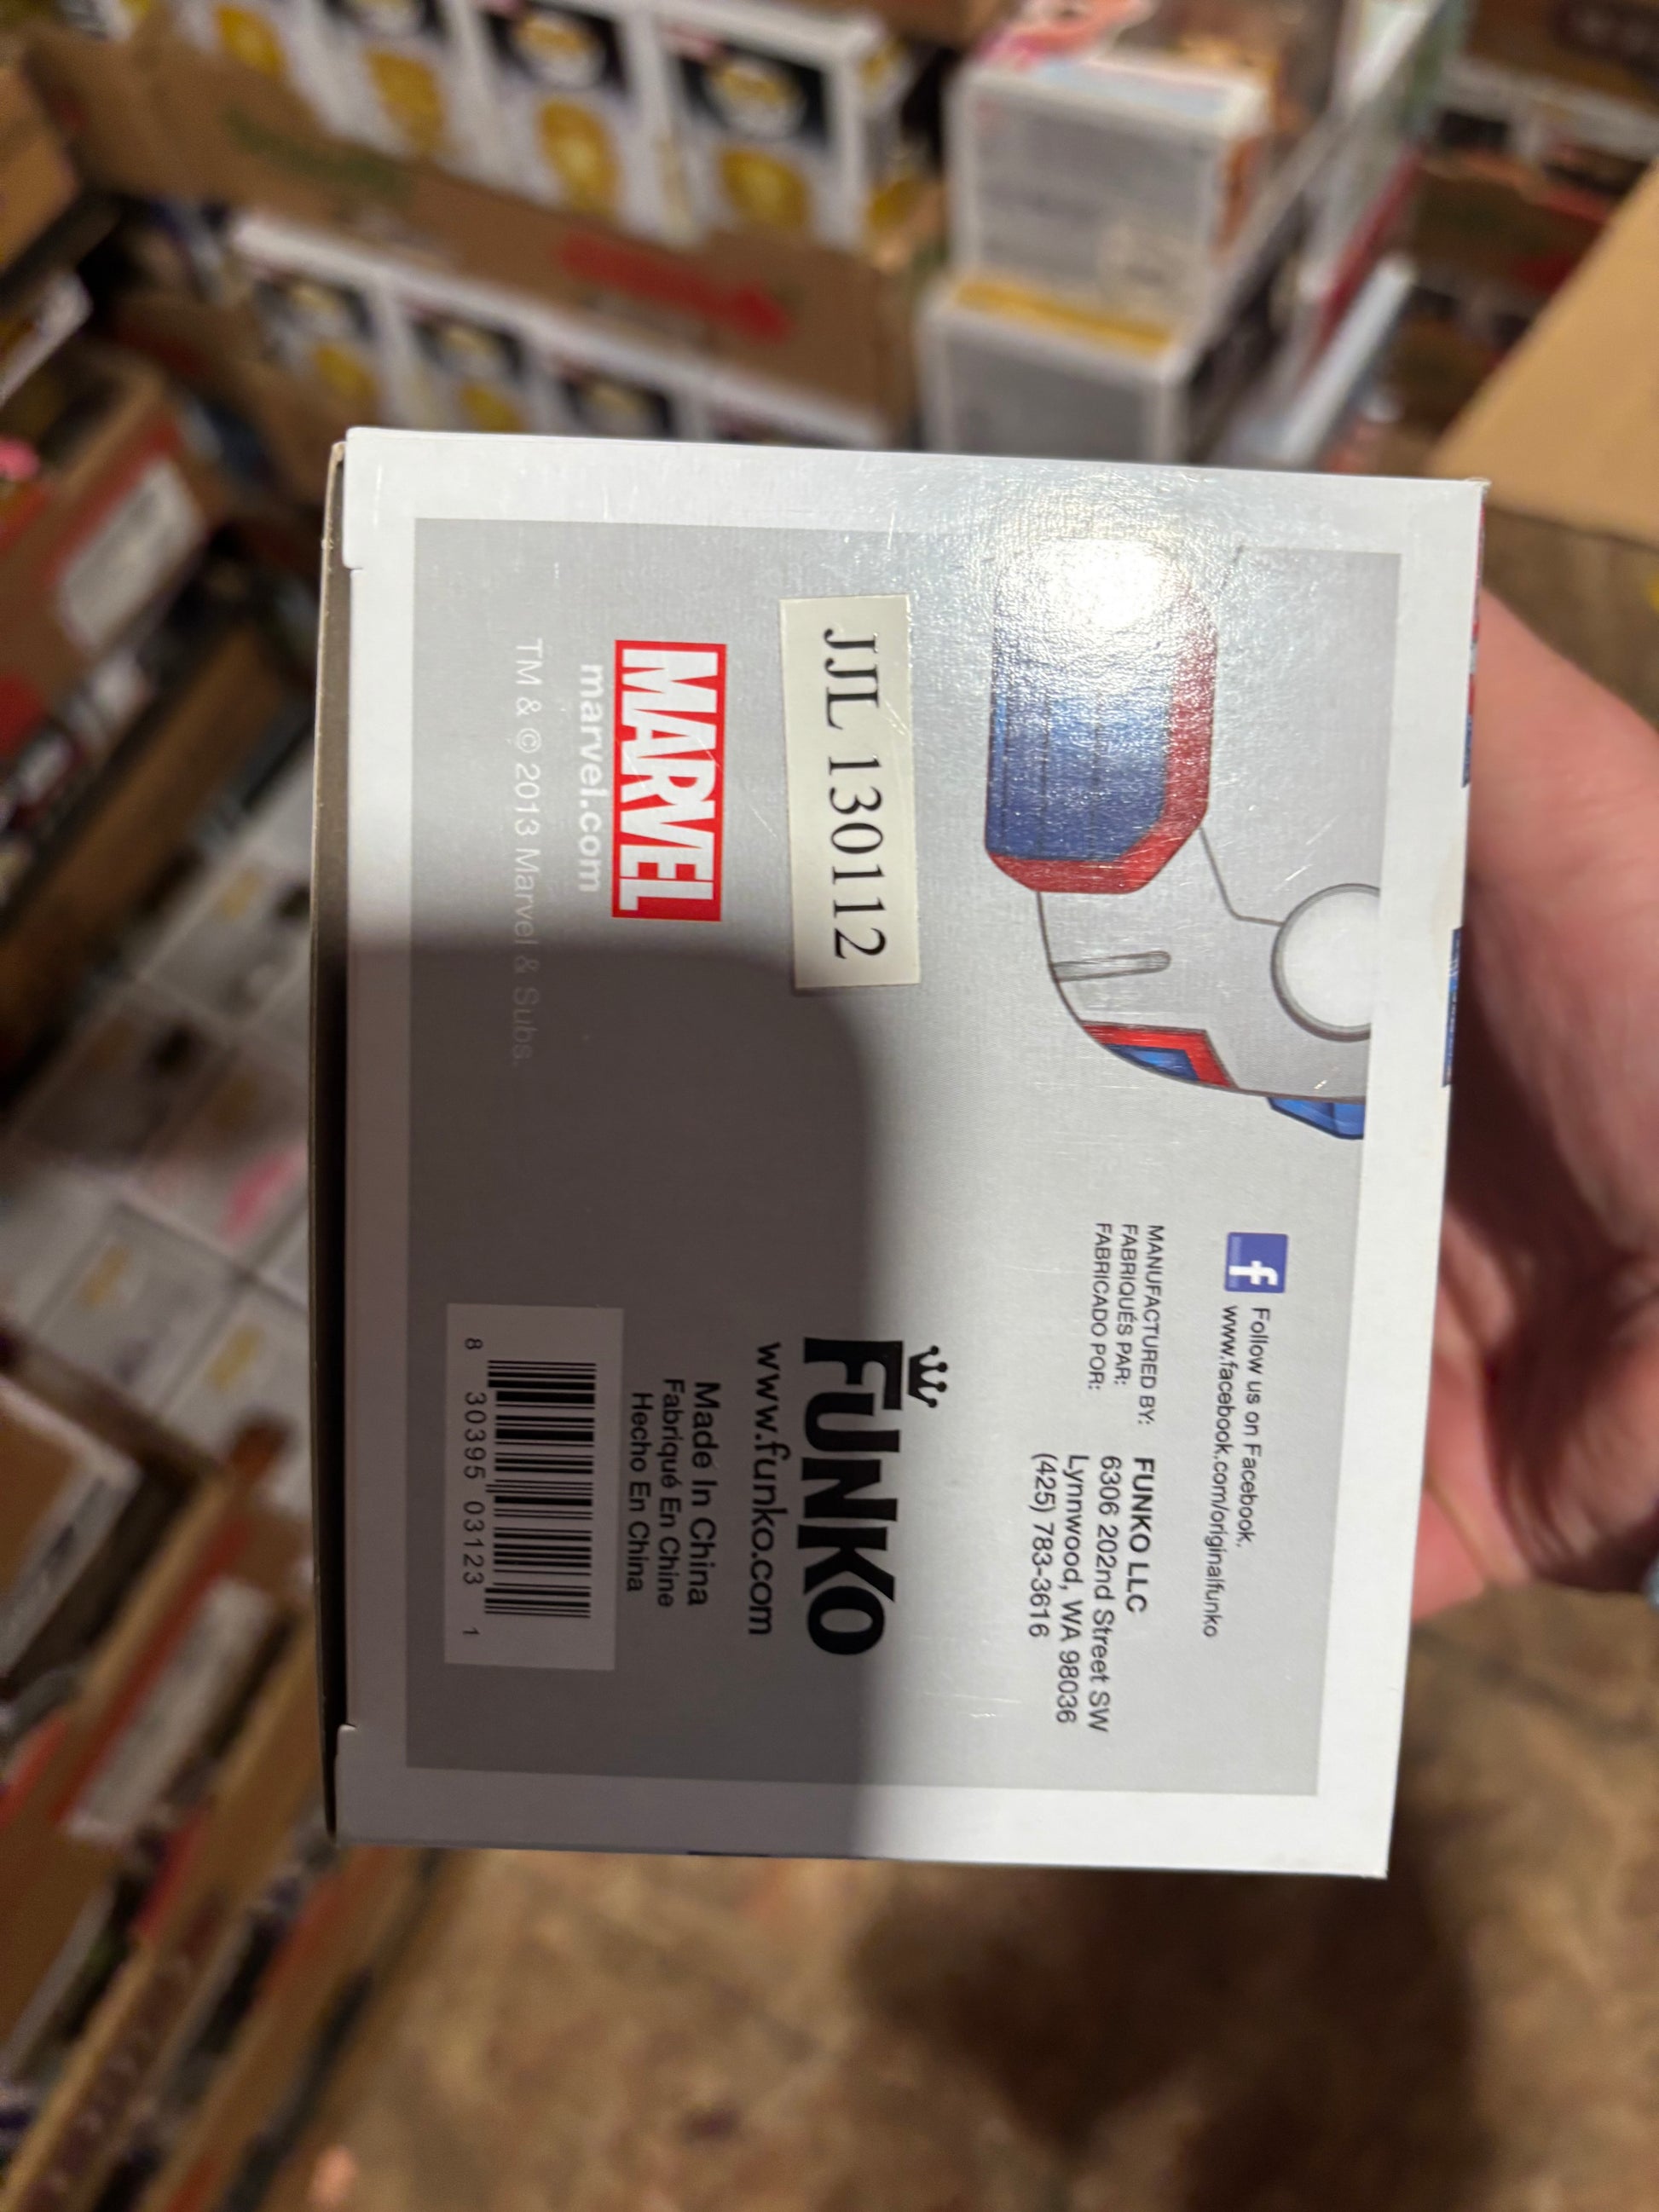 Follow us on Facebook.
www.facebook.com/originalfunko
MANUFACTURED BY:
FABRIQUÉS PAR:
FABRICADO POR:
FUNKO LLC
6306 202nd Street SW
Lynnwood, WA 98036
(425) 783-3616
JJL 130112
MARVEL
marvel.com
TM & © 2013 Marvel & Subs.
FUNKO
www.funko.com
Made In China
Fabriqué En Chine
Hecho En China
8 30395 03123 1